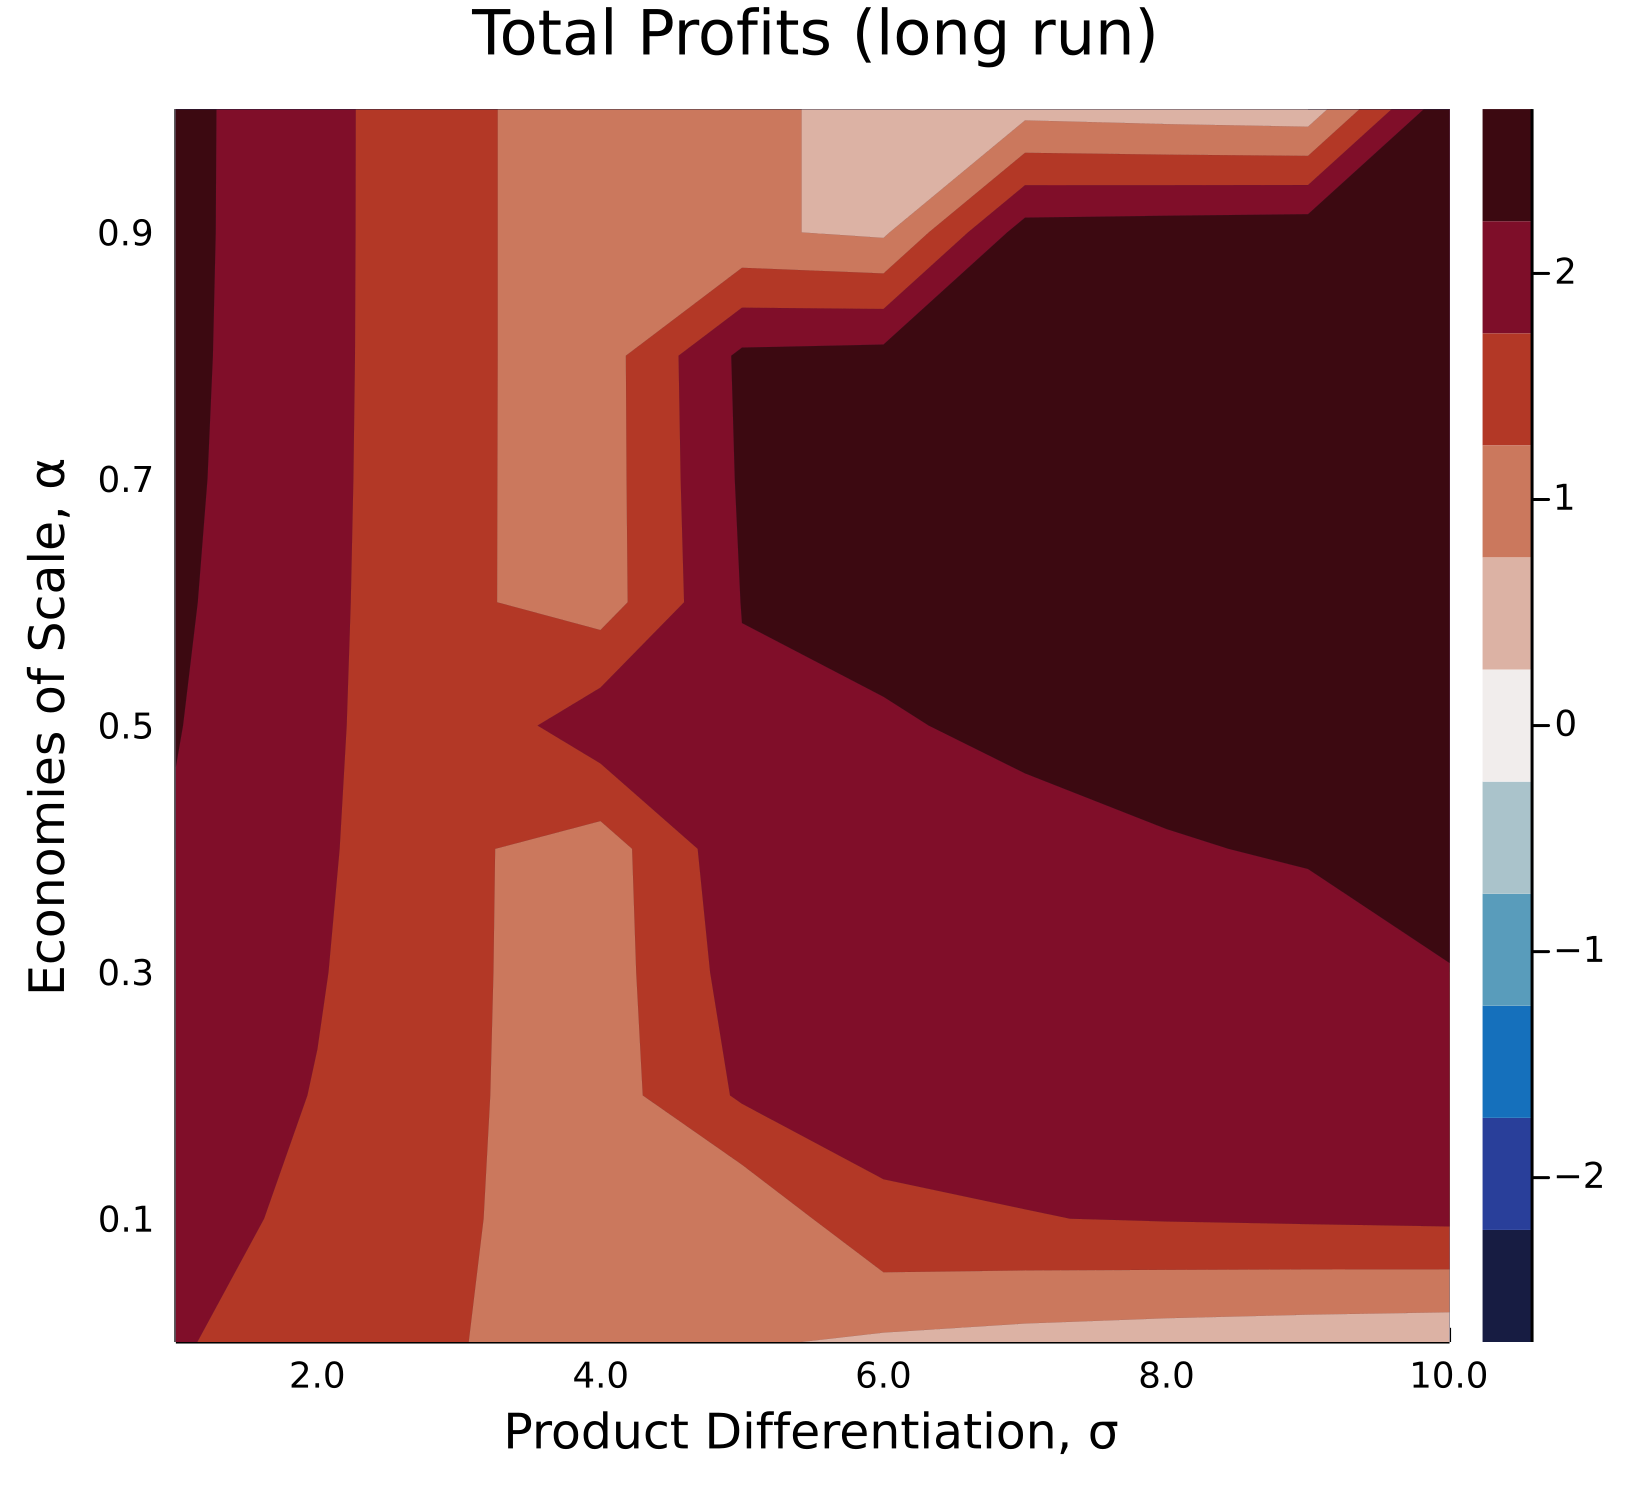 Total Profits (long run)
Economies of Scale, α
0.9
0.7
0.5
0.3
0.1
2.0 4.0 6.0 8.0 10.0
Product Differentiation, σ
2
1
0
−1
−2